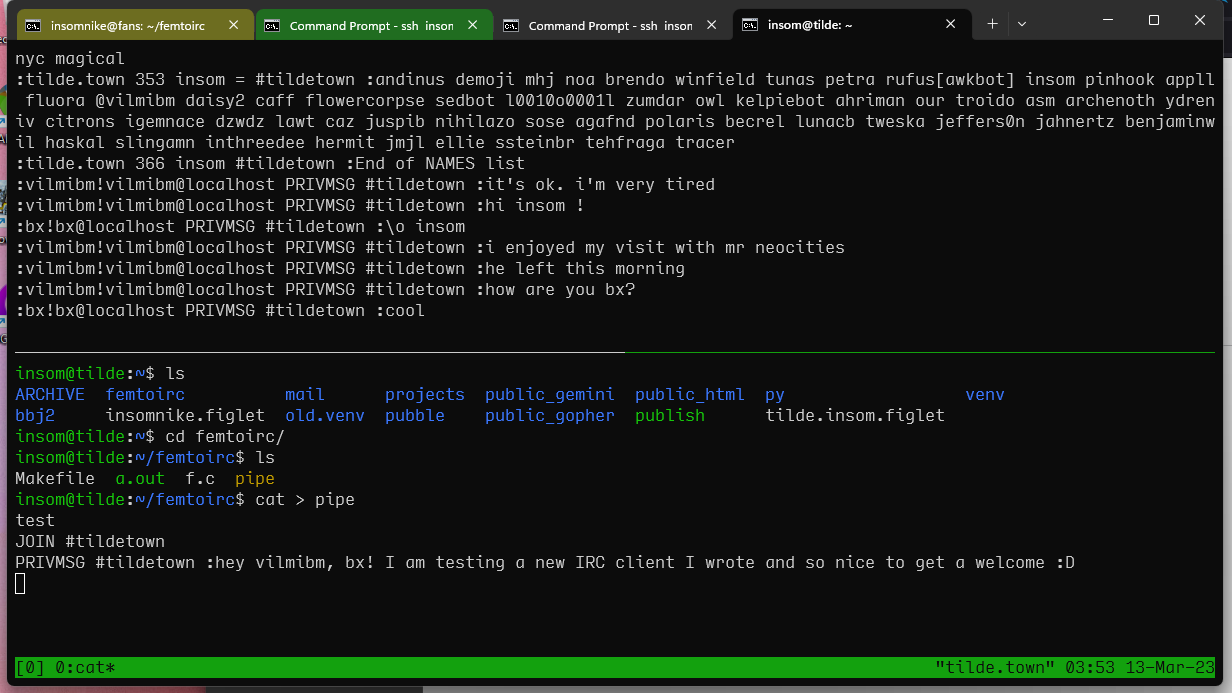 insomnike@fans: ~/femtoirc
Command Prompt - ssh insom
Command Prompt - ssh insom
insom@tilde: ~
nyc magical
:tilde.town 353 insom = #tildetown :andinus demoji mhj noa brendo winfield tunas petra rufus[awkbot] insom pinhook appll
fluora @vilmibm daisy2 caff flowercorpse sedbot l0010o0001l zumdar owl kelpiebot ahriman our troido asm archenoth ydren
iv citrons igemnace dzwdz lawt caz juspib nihilazo sose agafnd polaris becrel lunacb tweska jeffers0n jahnertz benjaminw
il haskal slingamn inthreedee hermit jmjl ellie ssteinbr tehfraga tracer
:tilde.town 366 insom #tildetown :End of NAMES list
:vilmibm!vilmibm@localhost PRIVMSG #tildetown :it's ok. i'm very tired
:vilmibm!vilmibm@localhost PRIVMSG #tildetown :hi insom !
:bx!bx@localhost PRIVMSG #tildetown :\o insom
:vilmibm!vilmibm@localhost PRIVMSG #tildetown :i enjoyed my visit with mr neocities
:vilmibm!vilmibm@localhost PRIVMSG #tildetown :he left this morning
:vilmibm!vilmibm@localhost PRIVMSG #tildetown :how are you bx?
:bx!bx@localhost PRIVMSG #tildetown :cool
insom@tilde:~$ ls
ARCHIVE femtoirc mail projects public_gemini public_html py venv
bbj2 insomnike.figlet old.venv pubble public_gopher publish tilde.insom.figlet
insom@tilde:~$ cd femtoirc/
insom@tilde:~/femtoirc$ ls
Makefile a.out f.c pipe
insom@tilde:~/femtoirc$ cat > pipe
test
JOIN #tildetown
PRIVMSG #tildetown :hey vilmibm, bx! I am testing a new IRC client I wrote and so nice to get a welcome :D
[0] 0:cat* "tilde.town" 03:53 13-Mar-23